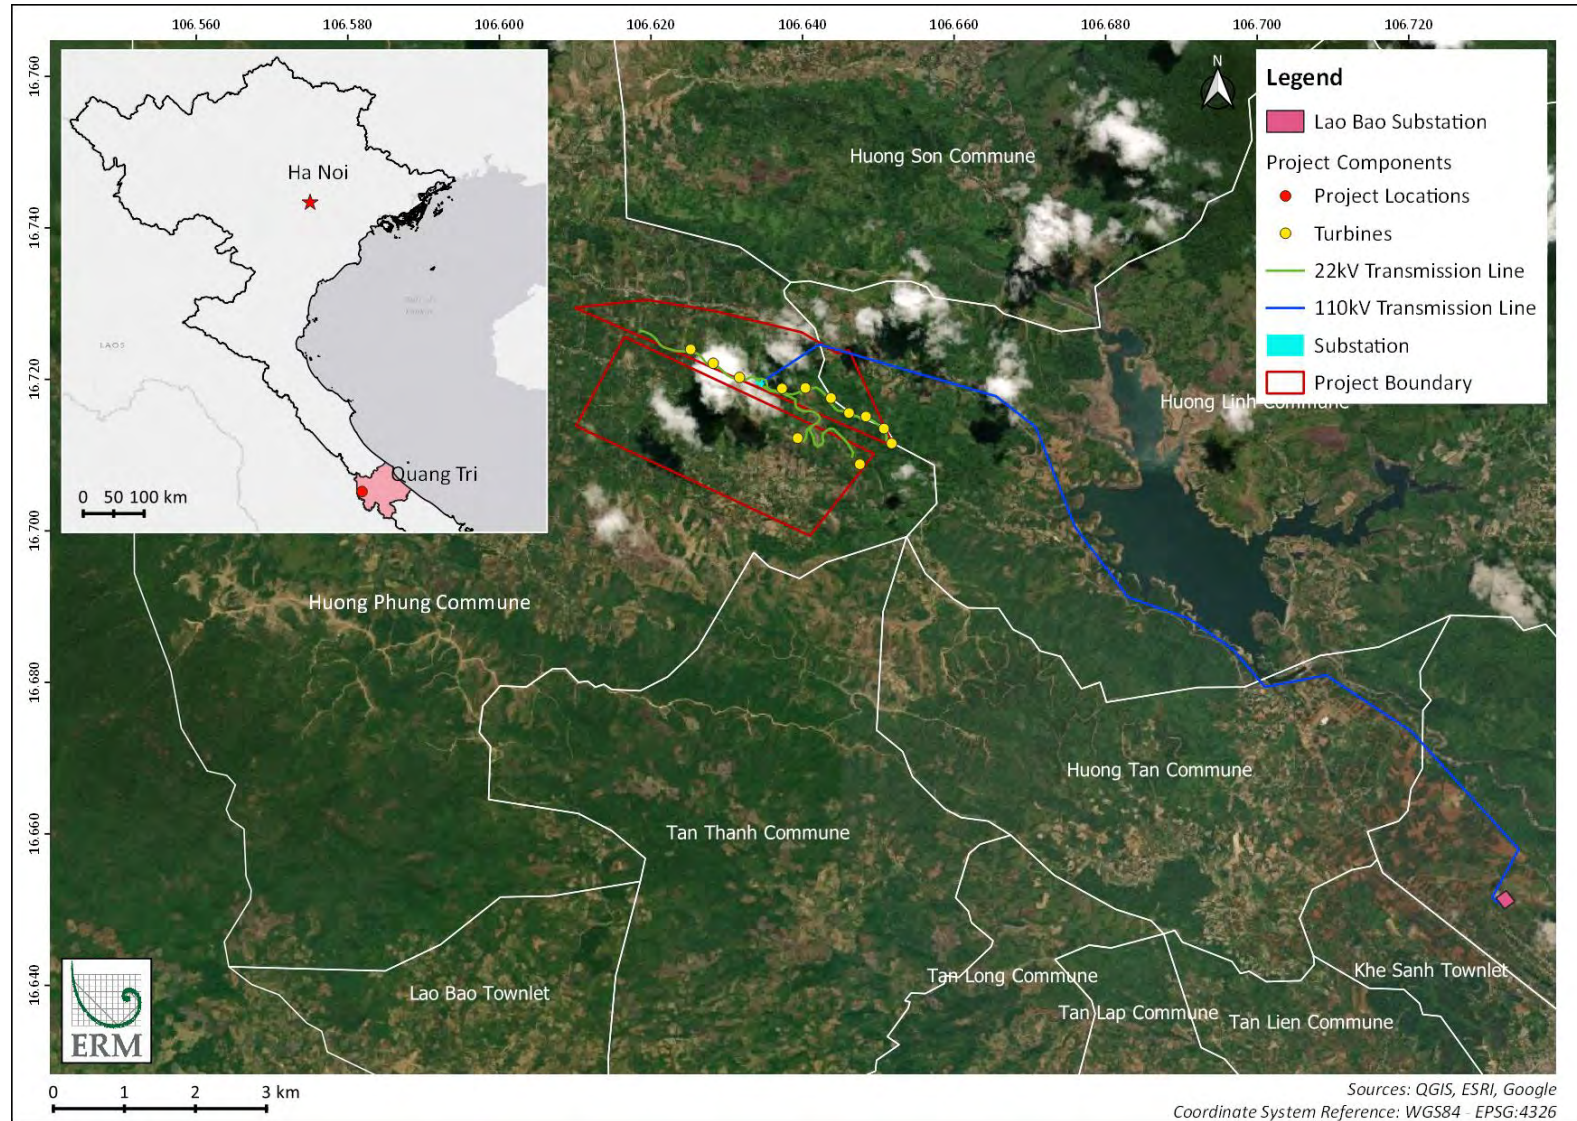 106.560 106.580 106.600 106.620 106.640 106.660 106.680 106.700 106.720
16.760
16.740
16.720
16.700
16.680
16.660
16.640
Ha Noi
LAOS
Quang Tri
0 50 100 km
N
Legend
Lao Bao Substation
Project Components
Project Locations
Turbines
22kV Transmission Line
110kV Transmission Line
Substation
Project Boundary
Huong Son Commune
Huong Linh Commune
Huong Phung Commune
Huong Tan Commune
Tan Thanh Commune
Lao Bao Townlet
Tan Long Commune
Khe Sanh Townlet
Tan Lap Commune
Tan Lien Commune
ERM
0 1 2 3 km
Sources: QGIS, ESRI, Google
Coordinate System Reference: WGS84 - EPSG:4326